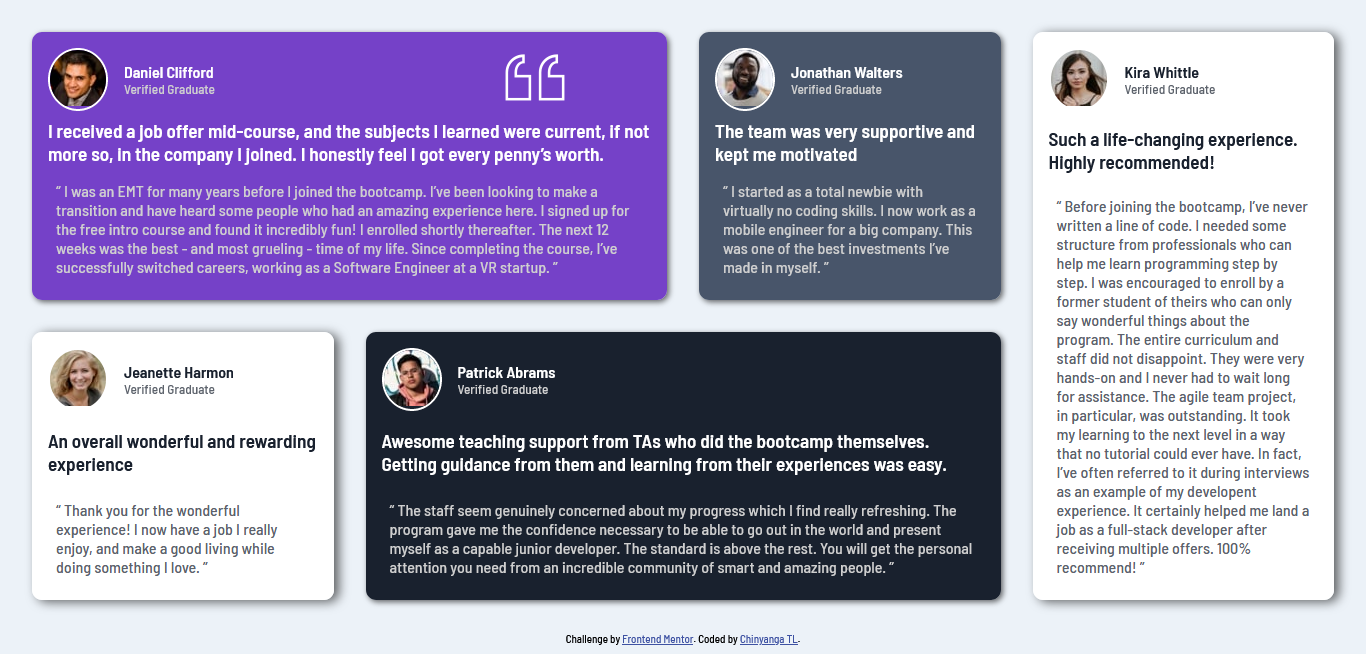 Daniel Clifford
Verified Graduate
I received a job offer mid-course, and the subjects I learned were current, if not
more so, in the company I joined. I honestly feel I got every penny’s worth.
“ I was an EMT for many years before I joined the bootcamp. I’ve been looking to make a
transition and have heard some people who had an amazing experience here. I signed up for
the free intro course and found it incredibly fun! I enrolled shortly thereafter. The next 12
weeks was the best - and most grueling - time of my life. Since completing the course, I’ve
successfully switched careers, working as a Software Engineer at a VR startup. ”
Jonathan Walters
Verified Graduate
The team was very supportive and
kept me motivated
“ I started as a total newbie with
virtually no coding skills. I now work as a
mobile engineer for a big company. This
was one of the best investments I’ve
made in myself. ”
Kira Whittle
Verified Graduate
Such a life-changing experience.
Highly recommended!
“ Before joining the bootcamp, I’ve never
written a line of code. I needed some
structure from professionals who can
help me learn programming step by
step. I was encouraged to enroll by a
former student of theirs who can only
say wonderful things about the
program. The entire curriculum and
staff did not disappoint. They were very
hands-on and I never had to wait long
for assistance. The agile team project,
in particular, was outstanding. It took
my learning to the next level in a way
that no tutorial could ever have. In fact,
I’ve often referred to it during interviews
as an example of my developent
experience. It certainly helped me land a
job as a full-stack developer after
receiving multiple offers. 100%
recommend! ”
Jeanette Harmon
Verified Graduate
An overall wonderful and rewarding
experience
“ Thank you for the wonderful
experience! I now have a job I really
enjoy, and make a good living while
doing something I love. ”
Patrick Abrams
Verified Graduate
Awesome teaching support from TAs who did the bootcamp themselves.
Getting guidance from them and learning from their experiences was easy.
“ The staff seem genuinely concerned about my progress which I find really refreshing. The
program gave me the confidence necessary to be able to go out in the world and present
myself as a capable junior developer. The standard is above the rest. You will get the personal
attention you need from an incredible community of smart and amazing people. ”
Challenge by Frontend Mentor. Coded by Chinyanga TL.